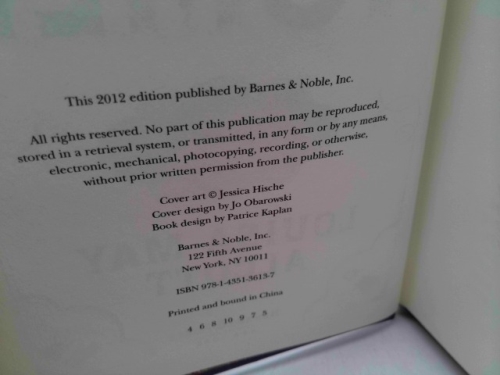 This 2012 edition published by Barnes & Noble, Inc.
All rights reserved. No part of this publication may be reproduced,
stored in a retrieval system, or transmitted, in any form or by any means,
electronic, mechanical, photocopying, recording, or otherwise,
without prior written permission from the publisher.
Cover art © Jessica Hische
Cover design by Jo Obarowski
Book design by Patrice Kaplan
Barnes & Noble, Inc.
122 Fifth Avenue
New York, NY 10011
ISBN 978-1-4351-3613-7
Printed and bound in China
4 6 8 10 9 7 5